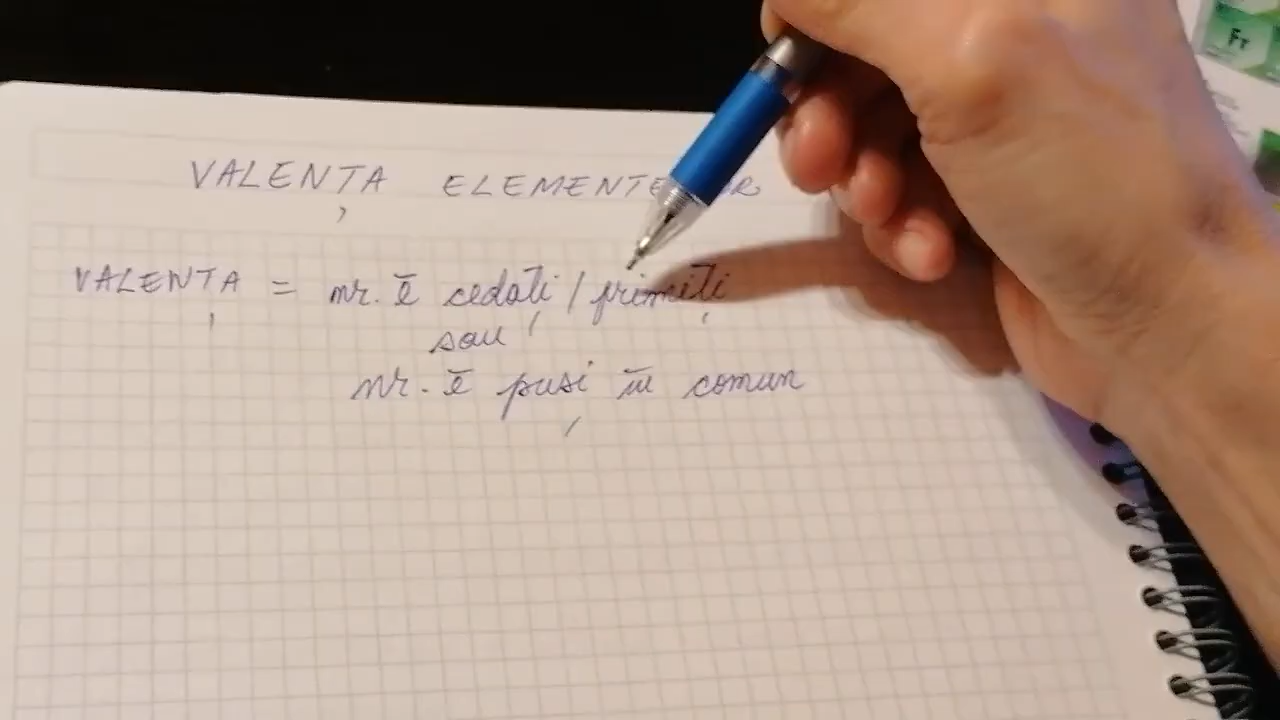 VALENȚA ELEMENTE
VALENȚA = nr. ē cedați / primiți
sau
nr. ē puși în comun
Fr